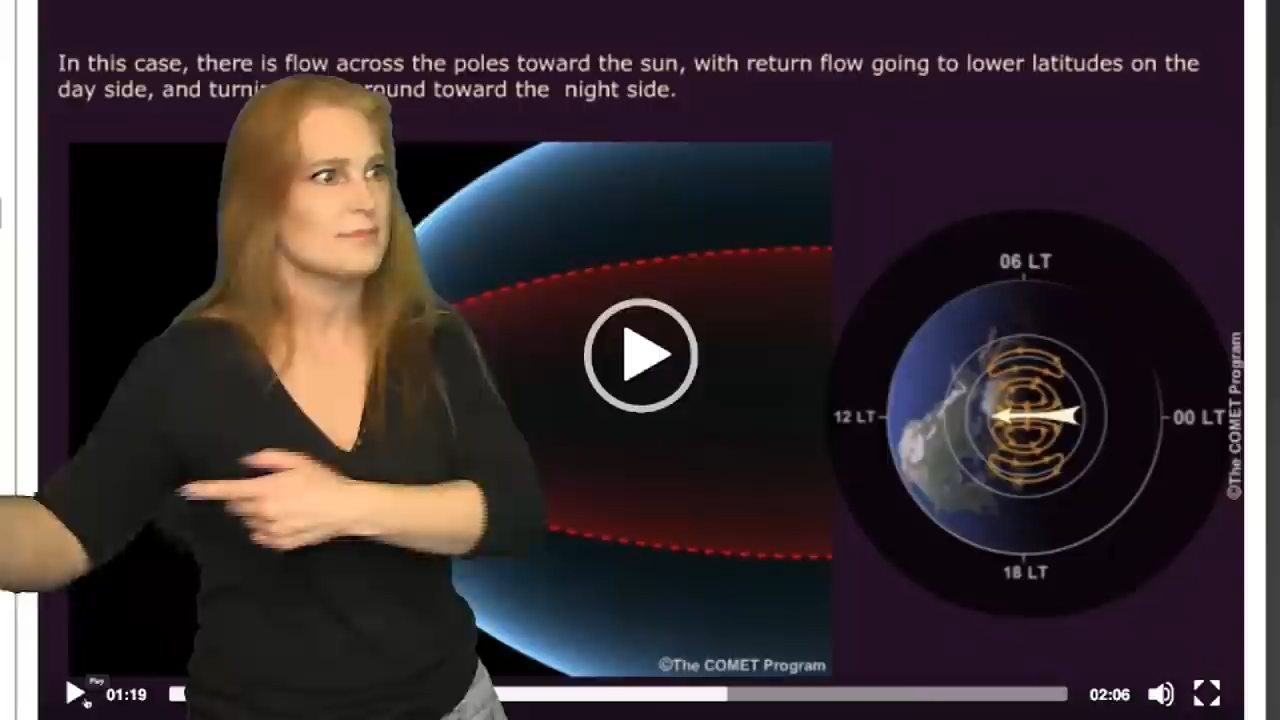 In this case, there is flow across the poles toward the sun, with return flow going to lower latitudes on the
day side, and round toward the night side.
06 LT
12 LT
00 LT
18 LT
©The COMET Program
©The COMET Program
Play
01:19
02:06